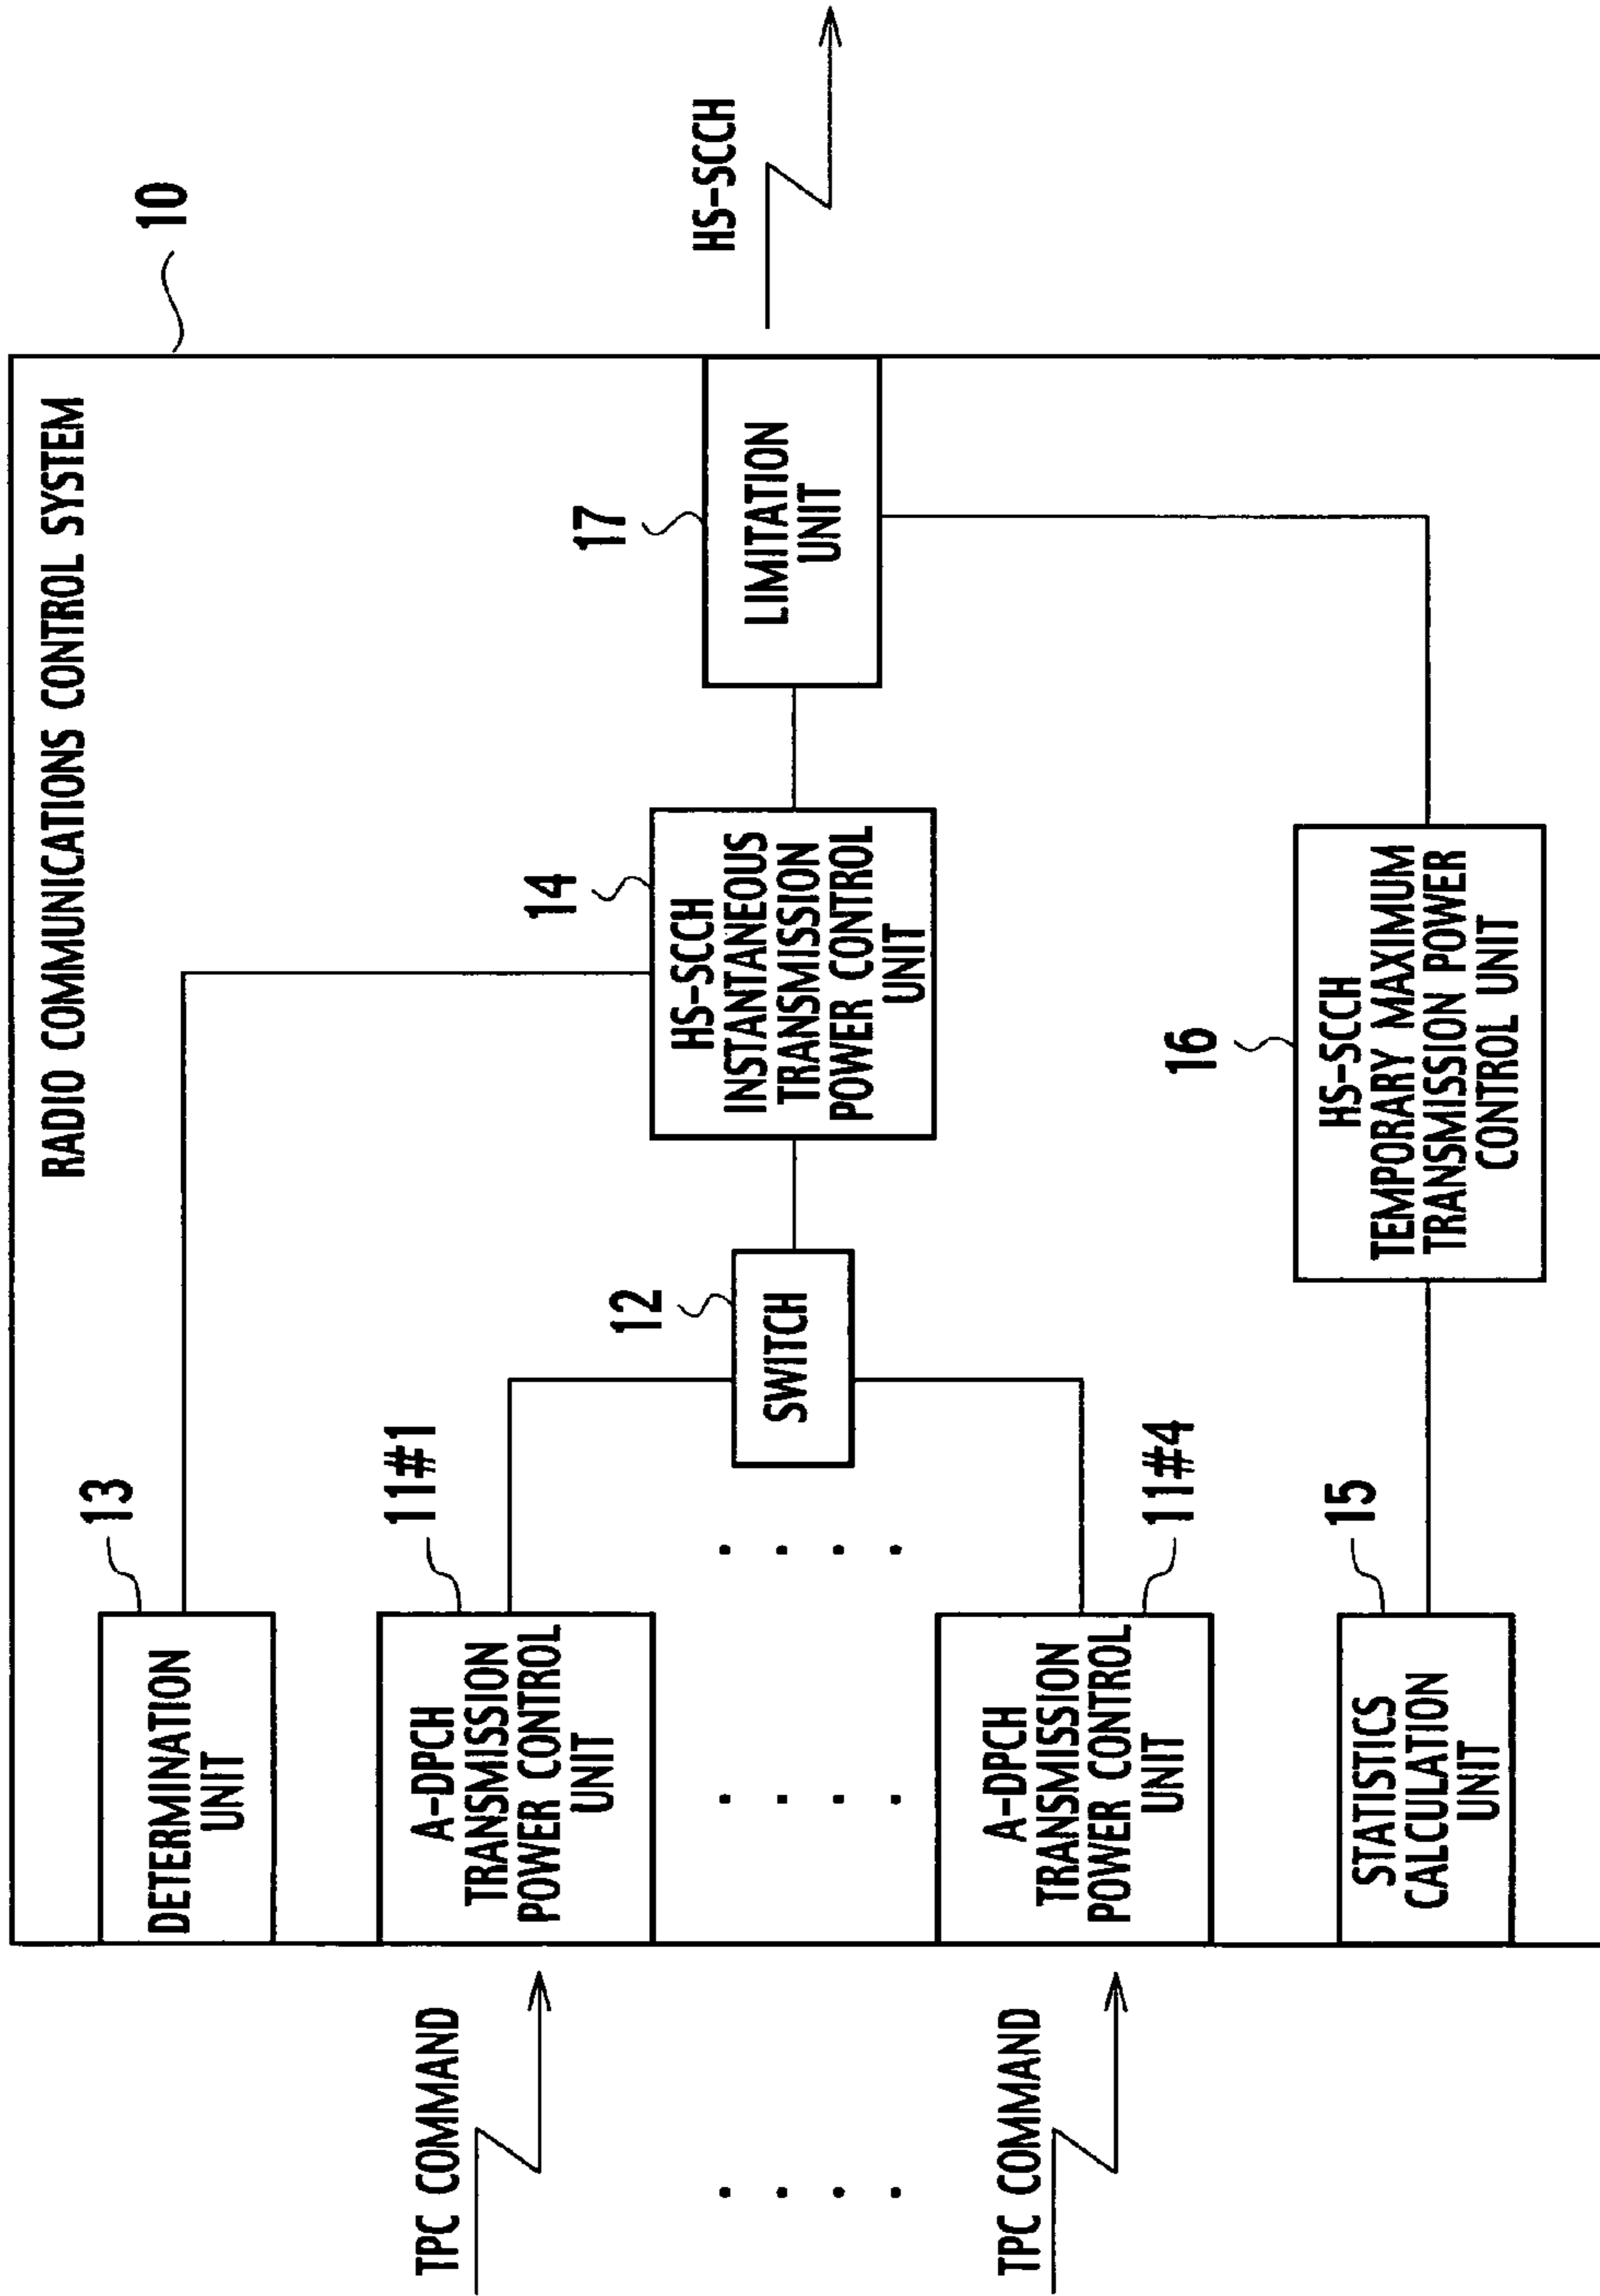 RADIO COMMUNICATIONS CONTROL SYSTEM
10
13
DETERMINATION
UNIT
TPC COMMAND
11#1
A-DPCH
TRANSMISSION
POWER CONTROL
UNIT
. . . .
. . . .
. . . .
TPC COMMAND
11#4
A-DPCH
TRANSMISSION
POWER CONTROL
UNIT
12
SWITCH
14
HS-SCCH
INSTANTANEOUS
TRANSMISSION
POWER CONTROL
UNIT
17
LIMITATION
UNIT
HS-SCCH
15
STATISTICS
CALCULATION
UNIT
16
HS-SCCH
TEMPORARY MAXIMUM
TRANSMISSION POWER
CONTROL UNIT